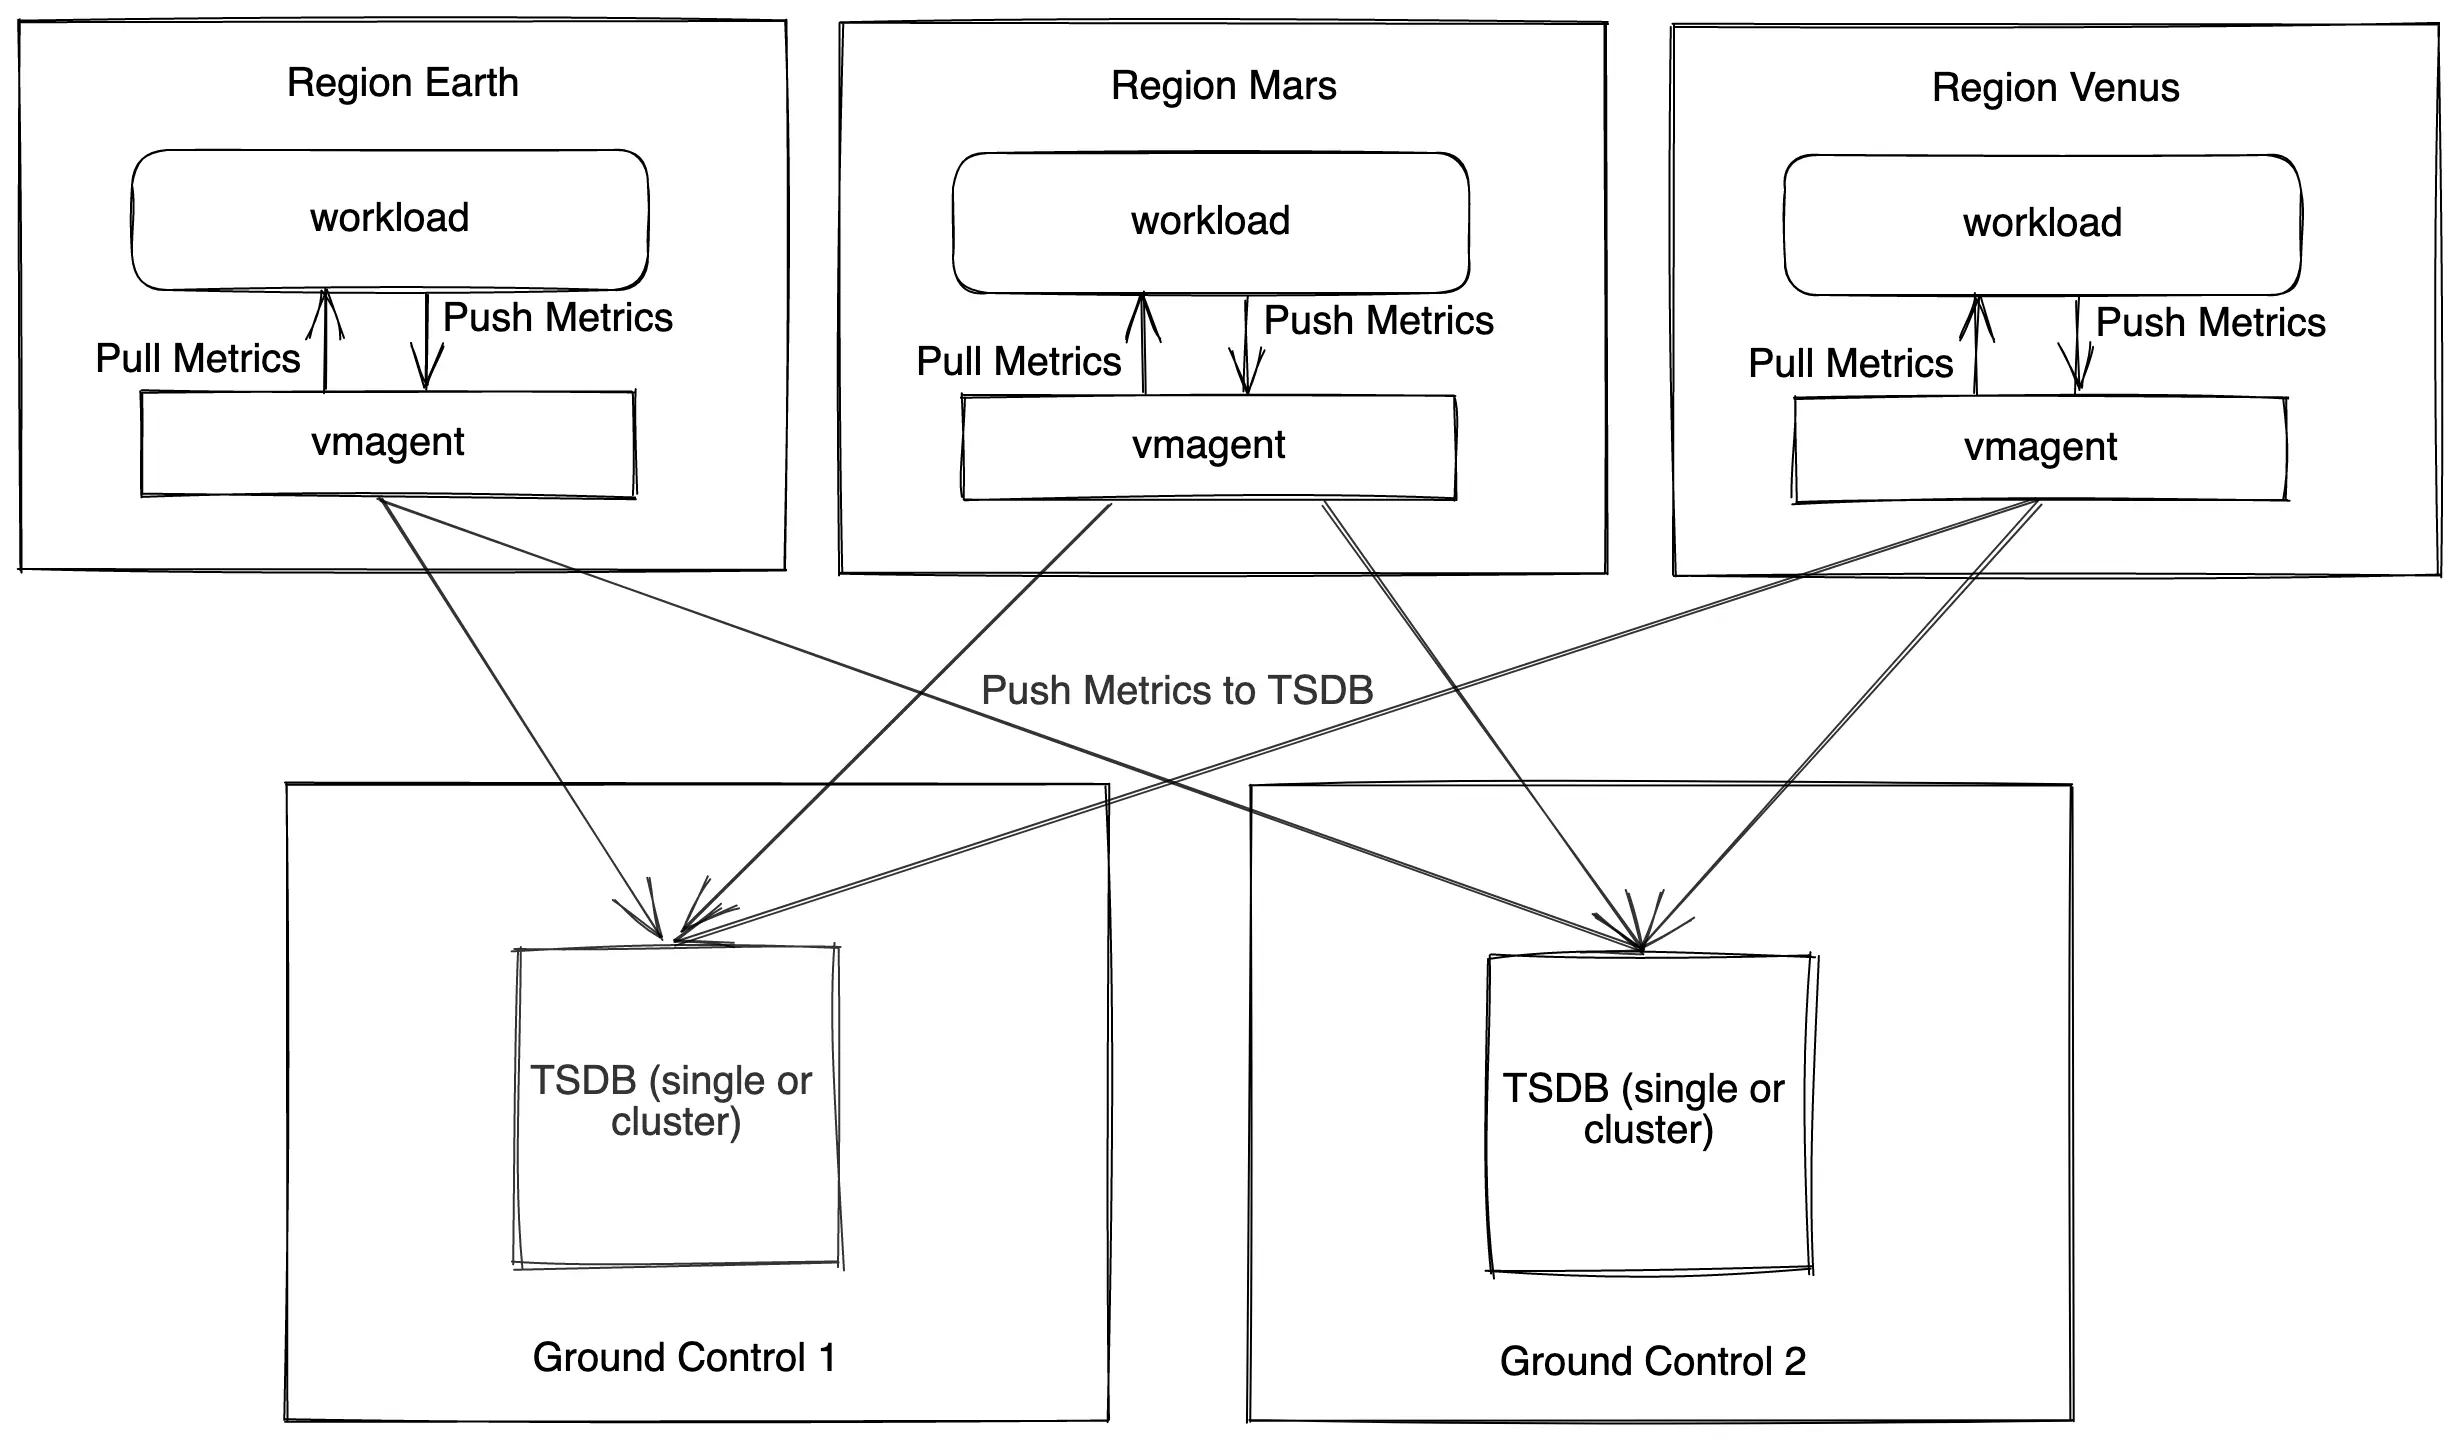 Region Earth
Region Mars
Region Venus
workload
workload
workload
Push Metrics
Pull Metrics
Push Metrics
Pull Metrics
Push Metrics
Pull Metrics
vmagent
vmagent
vmagent
Push Metrics to TSDB
TSDB (single or
cluster)
TSDB (single or
cluster)
Ground Control 1
Ground Control 2